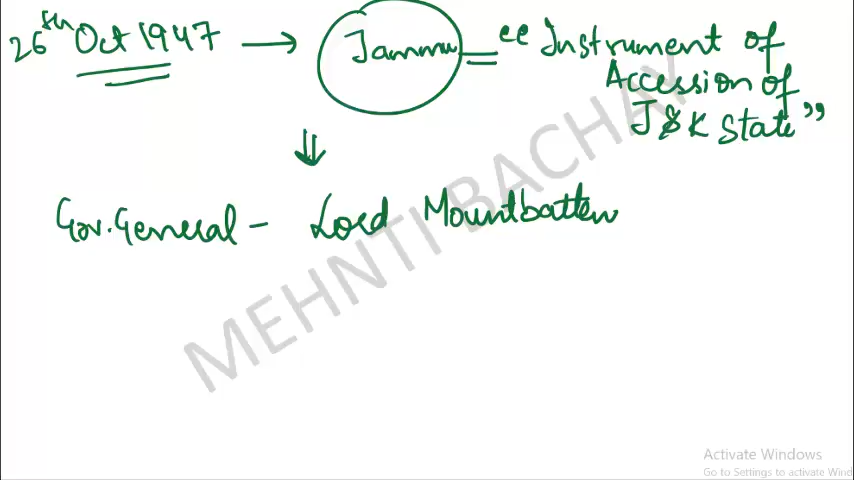 26th Oct 1947 → Jammu = "Instrument of
Accession of
J & K State"
⇓
Gov. General - Lord Mountbatten
MEHNTI BACHAY
Activate Windows
Go to Settings to activate Wind